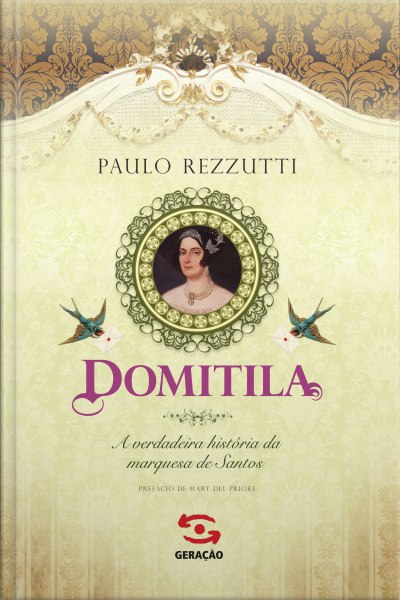 PAULO REZZUTTI
DOMITILA
A verdadeira história da
marquesa de Santos
PREFÁCIO DE MARY DEL PRIORE
GERAÇÃO